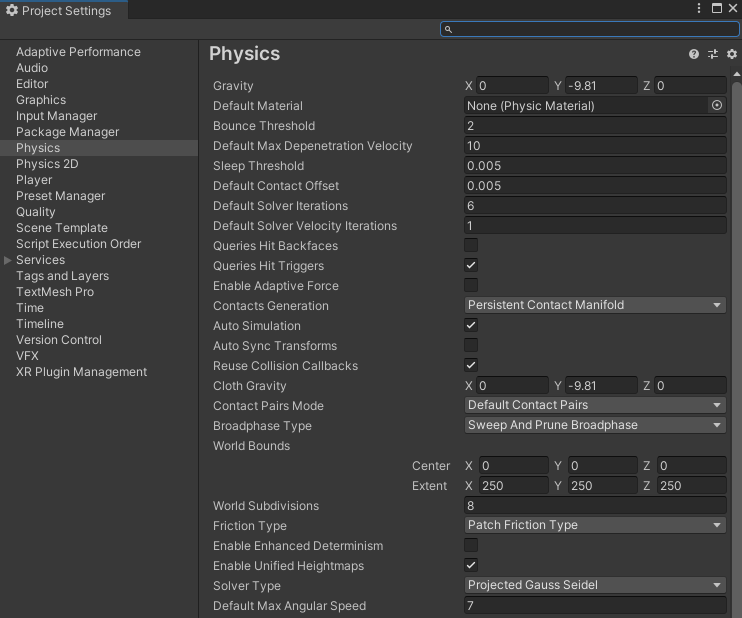 Project Settings
Adaptive Performance
Audio
Editor
Graphics
Input Manager
Package Manager
Physics
Physics 2D
Player
Preset Manager
Quality
Scene Template
Script Execution Order
Services
Tags and Layers
TextMesh Pro
Time
Timeline
Version Control
VFX
XR Plugin Management
Physics
Gravity X 0 Y -9.81 Z 0
Default Material None (Physic Material)
Bounce Threshold 2
Default Max Depenetration Velocity 10
Sleep Threshold 0.005
Default Contact Offset 0.005
Default Solver Iterations 6
Default Solver Velocity Iterations 1
Queries Hit Backfaces
Queries Hit Triggers
Enable Adaptive Force
Contacts Generation Persistent Contact Manifold
Auto Simulation
Auto Sync Transforms
Reuse Collision Callbacks
Cloth Gravity X 0 Y -9.81 Z 0
Contact Pairs Mode Default Contact Pairs
Broadphase Type Sweep And Prune Broadphase
World Bounds
Center X 0 Y 0 Z 0
Extent X 250 Y 250 Z 250
World Subdivisions 8
Friction Type Patch Friction Type
Enable Enhanced Determinism
Enable Unified Heightmaps
Solver Type Projected Gauss Seidel
Default Max Angular Speed 7